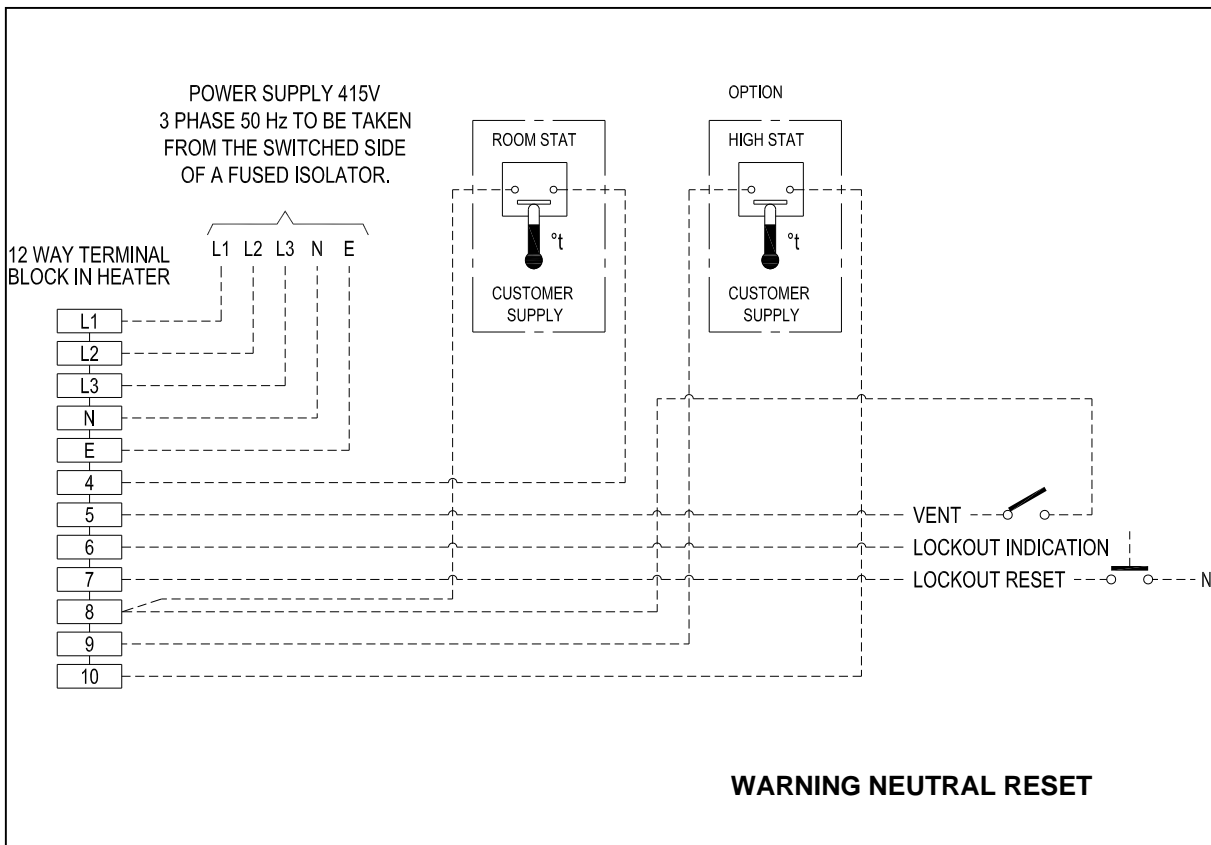 POWER SUPPLY 415V
3 PHASE 50 Hz TO BE TAKEN
FROM THE SWITCHED SIDE
OF A FUSED ISOLATOR.
OPTION
ROOM STAT
HIGH STAT
°t
°t
CUSTOMER
SUPPLY
CUSTOMER
SUPPLY
12 WAY TERMINAL
BLOCK IN HEATER
L1 L2 L3 N E
L1
L2
L3
N
E
4
5
6
7
8
9
10
VENT
LOCKOUT INDICATION
LOCKOUT RESET
N
WARNING NEUTRAL RESET